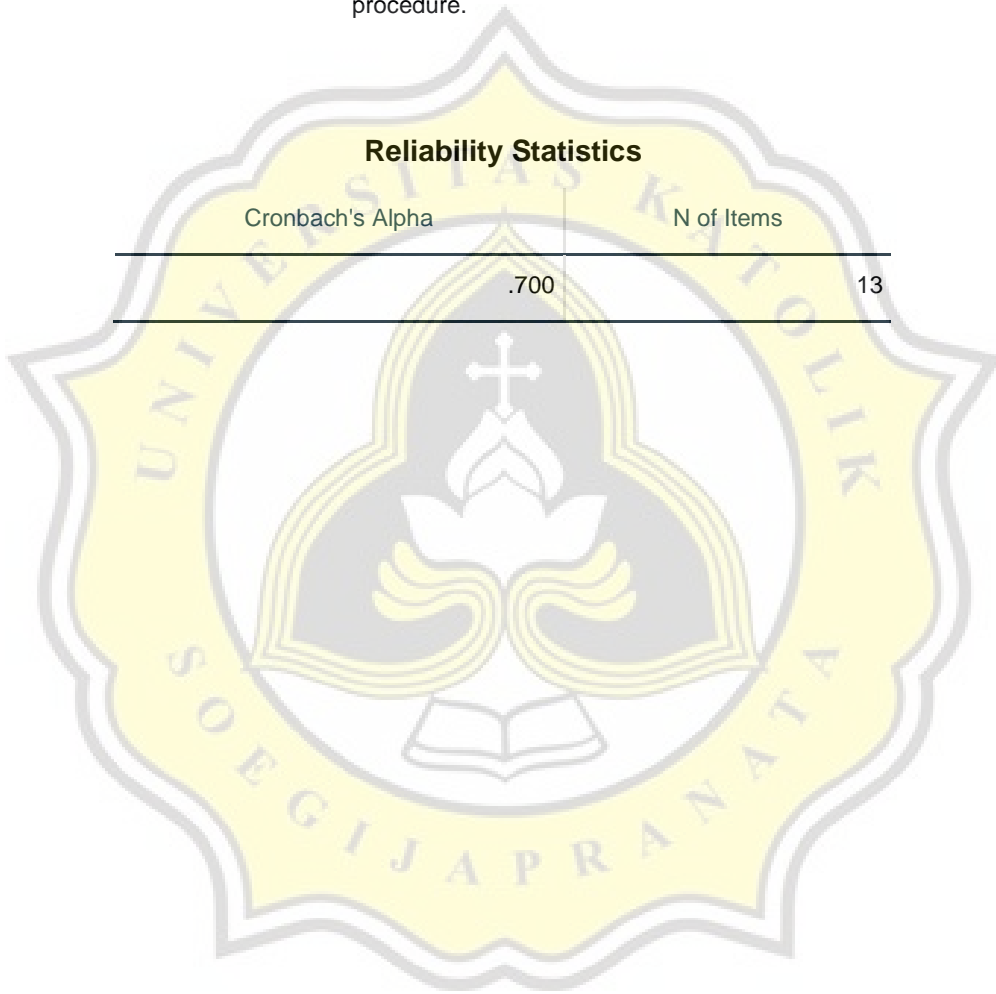 procedure.
Reliability Statistics
Cronbach's Alpha N of Items
.700 13
UNIVERSITAS KATOLIK
SOEGIJAPRANATA